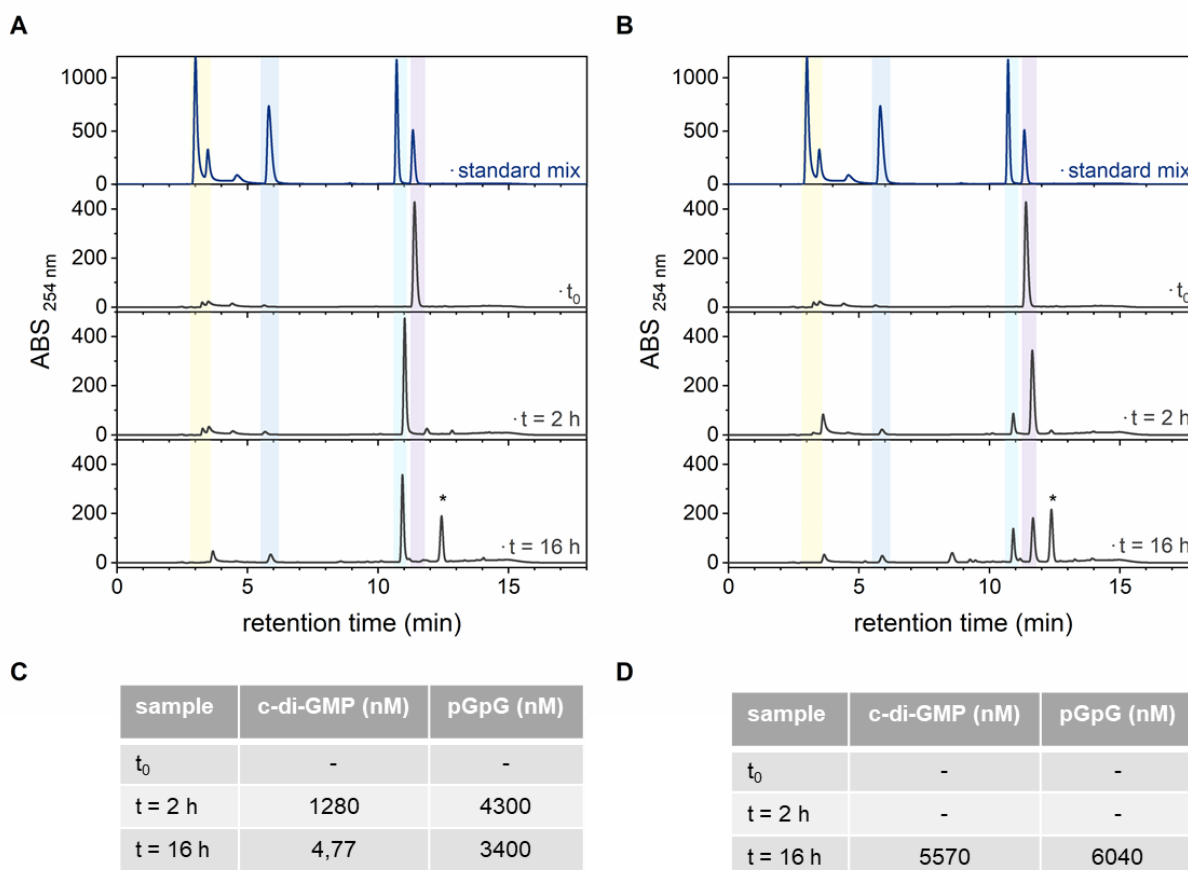 A
B
1000
500
0
· standard mix
400
200
0
· t0
400
200
0
· t = 2 h
400
200
0
*
· t = 16 h
0 5 10 15
ABS 254 nm
retention time (min)
1000
500
0
· standard mix
400
200
0
· t0
400
200
0
· t = 2 h
400
200
0
*
· t = 16 h
0 5 10 15
ABS 254 nm
retention time (min)
C
sample c-di-GMP (nM) pGpG (nM)
t0 - -
t = 2 h 1280 4300
t = 16 h 4,77 3400
D
sample c-di-GMP (nM) pGpG (nM)
t0 - -
t = 2 h - -
t = 16 h 5570 6040